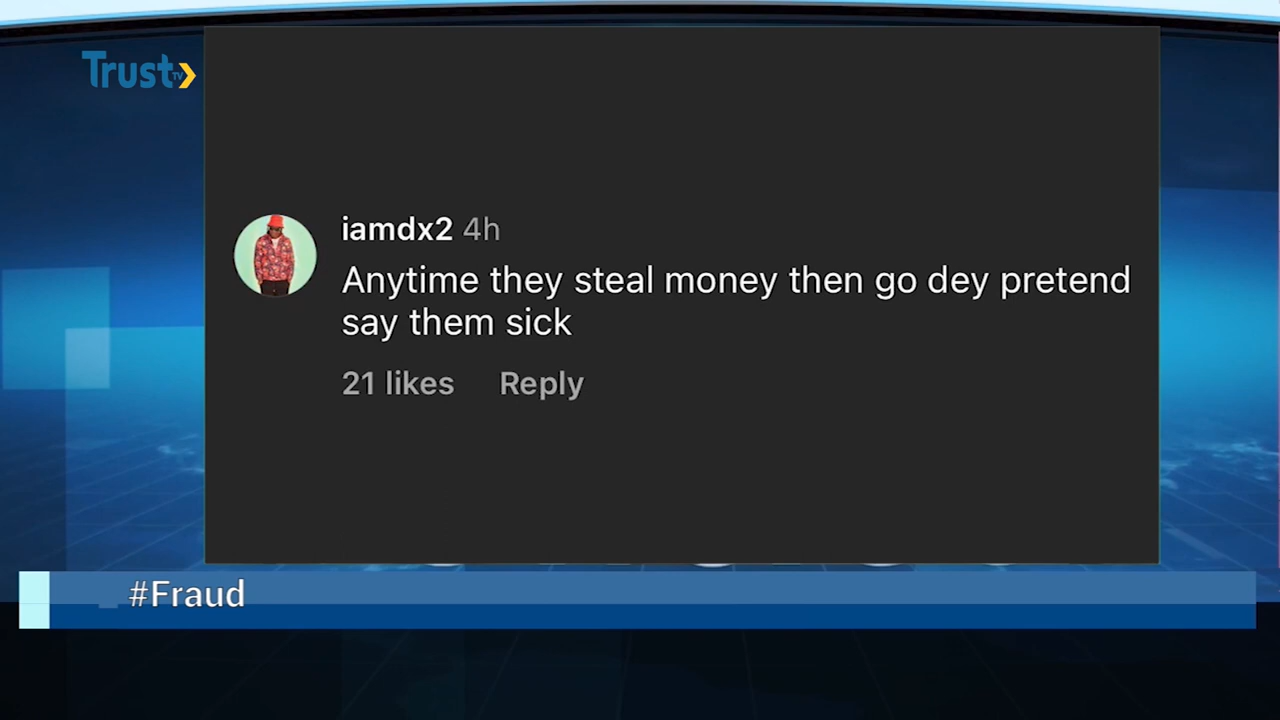 Trust TV
iamdx2 4h
Anytime they steal money then go dey pretend
say them sick
21 likes Reply
#Fraud